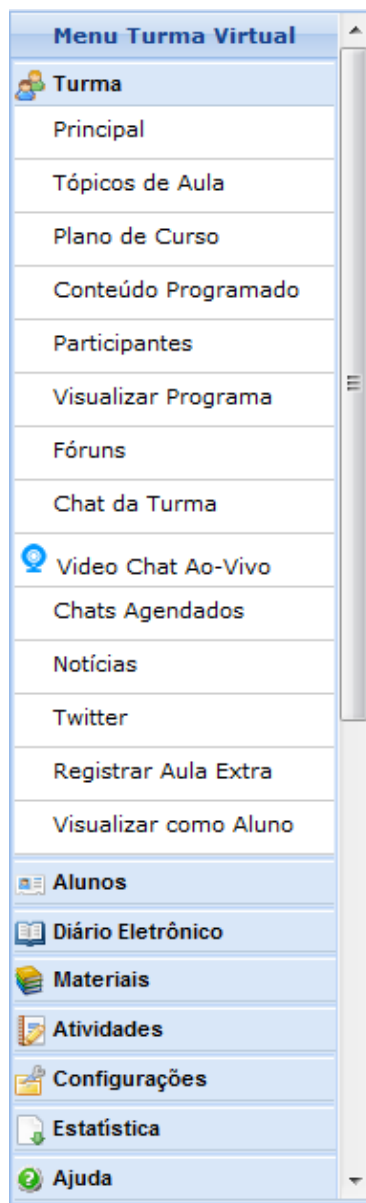 Menu Turma Virtual
Turma
Principal
Tópicos de Aula
Plano de Curso
Conteúdo Programado
Participantes
Visualizar Programa
Fóruns
Chat da Turma
Video Chat Ao-Vivo
Chats Agendados
Notícias
Twitter
Registrar Aula Extra
Visualizar como Aluno
Alunos
Diário Eletrônico
Materiais
Atividades
Configurações
Estatística
Ajuda